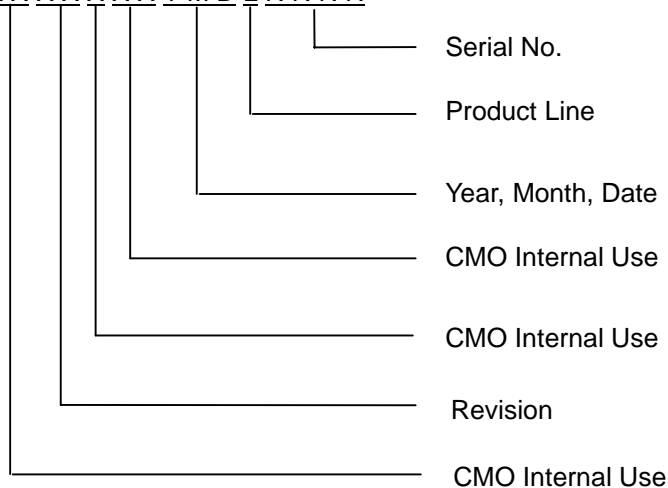 Serial No.
Product Line
Year, Month, Date
CMO Internal Use
CMO Internal Use
Revision
CMO Internal Use